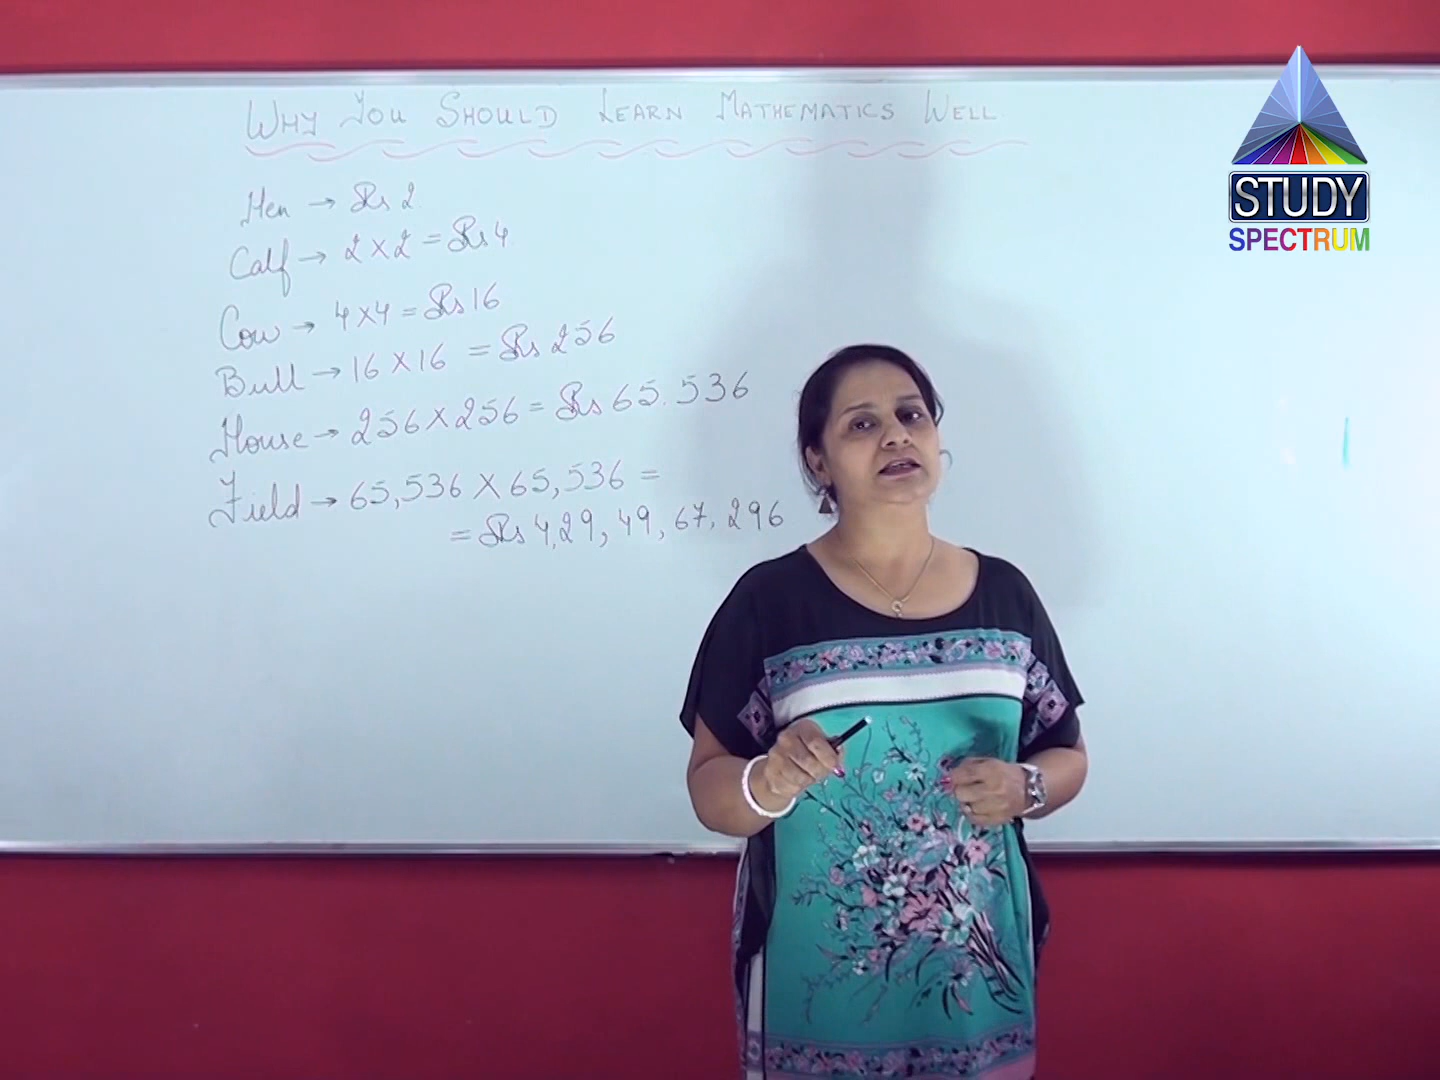 WHY YOU SHOULD LEARN MATHEMATICS WELL
Hen → Rs 2.
Calf → 2 × 2 = Rs 4
Cow → 4 × 4 = Rs 16
Bull → 16 × 16 = Rs 256
House → 256 × 256 = Rs 65.536
Field → 65,536 × 65,536 =
= Rs 4,29,49,67,296
STUDY
SPECTRUM